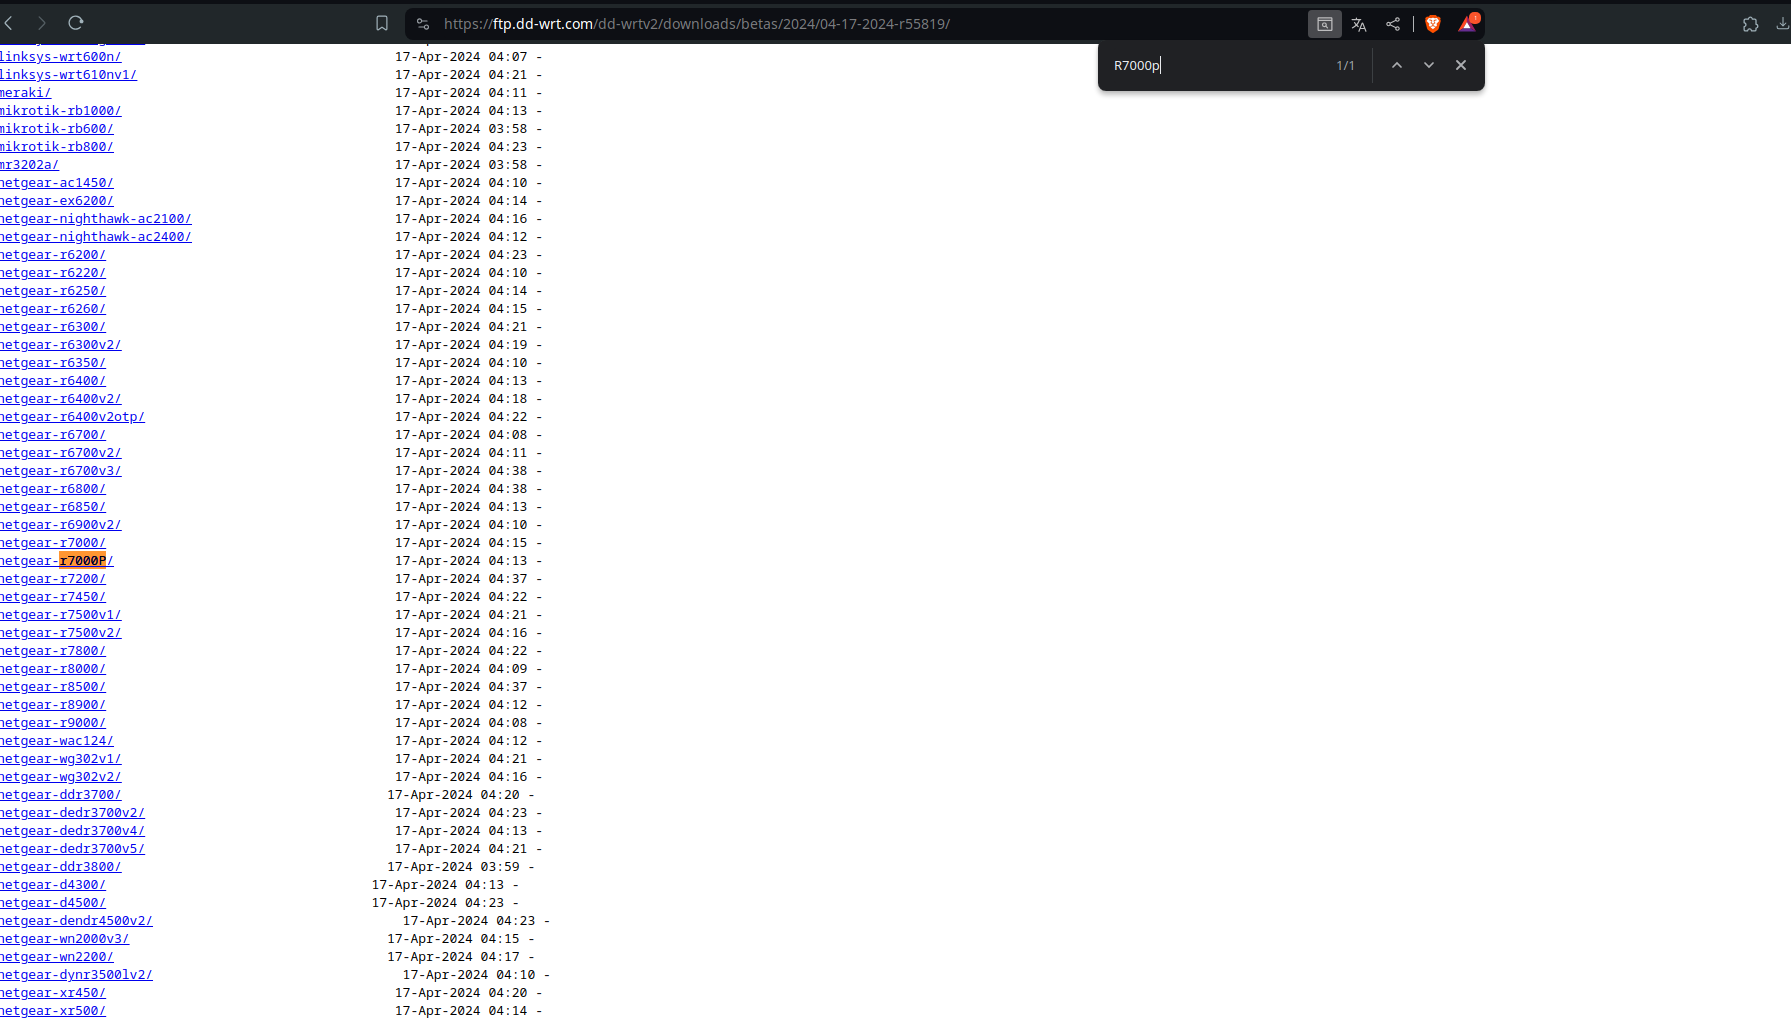 https://ftp.dd-wrt.com/dd-wrtv2/downloads/betas/2024/04-17-2024-r55819/
1
R7000p 1/1
linksys-wrt600n/ 17-Apr-2024 04:07 -
linksys-wrt610nv1/ 17-Apr-2024 04:21 -
meraki/ 17-Apr-2024 04:11 -
mikrotik-rb1000/ 17-Apr-2024 04:13 -
mikrotik-rb600/ 17-Apr-2024 03:58 -
mikrotik-rb800/ 17-Apr-2024 04:23 -
mr3202a/ 17-Apr-2024 03:58 -
netgear-ac1450/ 17-Apr-2024 04:10 -
netgear-ex6200/ 17-Apr-2024 04:14 -
netgear-nighthawk-ac2100/ 17-Apr-2024 04:16 -
netgear-nighthawk-ac2400/ 17-Apr-2024 04:12 -
netgear-r6200/ 17-Apr-2024 04:23 -
netgear-r6220/ 17-Apr-2024 04:10 -
netgear-r6250/ 17-Apr-2024 04:14 -
netgear-r6260/ 17-Apr-2024 04:15 -
netgear-r6300/ 17-Apr-2024 04:21 -
netgear-r6300v2/ 17-Apr-2024 04:19 -
netgear-r6350/ 17-Apr-2024 04:10 -
netgear-r6400/ 17-Apr-2024 04:13 -
netgear-r6400v2/ 17-Apr-2024 04:18 -
netgear-r6400v2otp/ 17-Apr-2024 04:22 -
netgear-r6700/ 17-Apr-2024 04:08 -
netgear-r6700v2/ 17-Apr-2024 04:11 -
netgear-r6700v3/ 17-Apr-2024 04:38 -
netgear-r6800/ 17-Apr-2024 04:38 -
netgear-r6850/ 17-Apr-2024 04:13 -
netgear-r6900v2/ 17-Apr-2024 04:10 -
netgear-r7000/ 17-Apr-2024 04:15 -
netgear-r7000P/ 17-Apr-2024 04:13 -
netgear-r7200/ 17-Apr-2024 04:37 -
netgear-r7450/ 17-Apr-2024 04:22 -
netgear-r7500v1/ 17-Apr-2024 04:21 -
netgear-r7500v2/ 17-Apr-2024 04:16 -
netgear-r7800/ 17-Apr-2024 04:22 -
netgear-r8000/ 17-Apr-2024 04:09 -
netgear-r8500/ 17-Apr-2024 04:37 -
netgear-r8900/ 17-Apr-2024 04:12 -
netgear-r9000/ 17-Apr-2024 04:08 -
netgear-wac124/ 17-Apr-2024 04:12 -
netgear-wg302v1/ 17-Apr-2024 04:21 -
netgear-wg302v2/ 17-Apr-2024 04:16 -
netgear-ddr3700/ 17-Apr-2024 04:20 -
netgear-dedr3700v2/ 17-Apr-2024 04:23 -
netgear-dedr3700v4/ 17-Apr-2024 04:13 -
netgear-dedr3700v5/ 17-Apr-2024 04:21 -
netgear-ddr3800/ 17-Apr-2024 03:59 -
netgear-d4300/ 17-Apr-2024 04:13 -
netgear-d4500/ 17-Apr-2024 04:23 -
netgear-dendr4500v2/ 17-Apr-2024 04:23 -
netgear-wn2000v3/ 17-Apr-2024 04:15 -
netgear-wn2200/ 17-Apr-2024 04:17 -
netgear-dynr3500lv2/ 17-Apr-2024 04:10 -
netgear-xr450/ 17-Apr-2024 04:20 -
netgear-xr500/ 17-Apr-2024 04:14 -